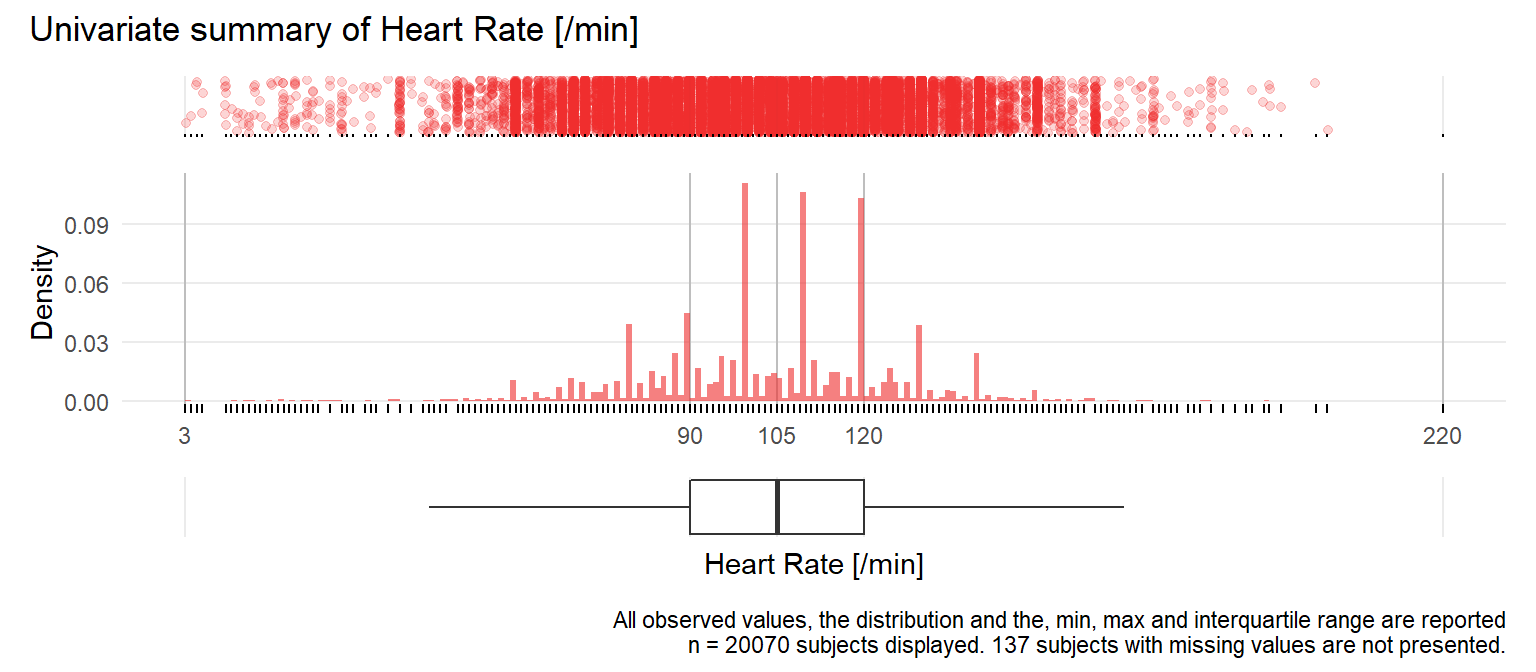 Univariate summary of Heart Rate [/min]
Density
0.09
0.06
0.03
0.00
3 90 105 120 220
Heart Rate [/min]
All observed values, the distribution and the, min, max and interquartile range are reported
n = 20070 subjects displayed. 137 subjects with missing values are not presented.